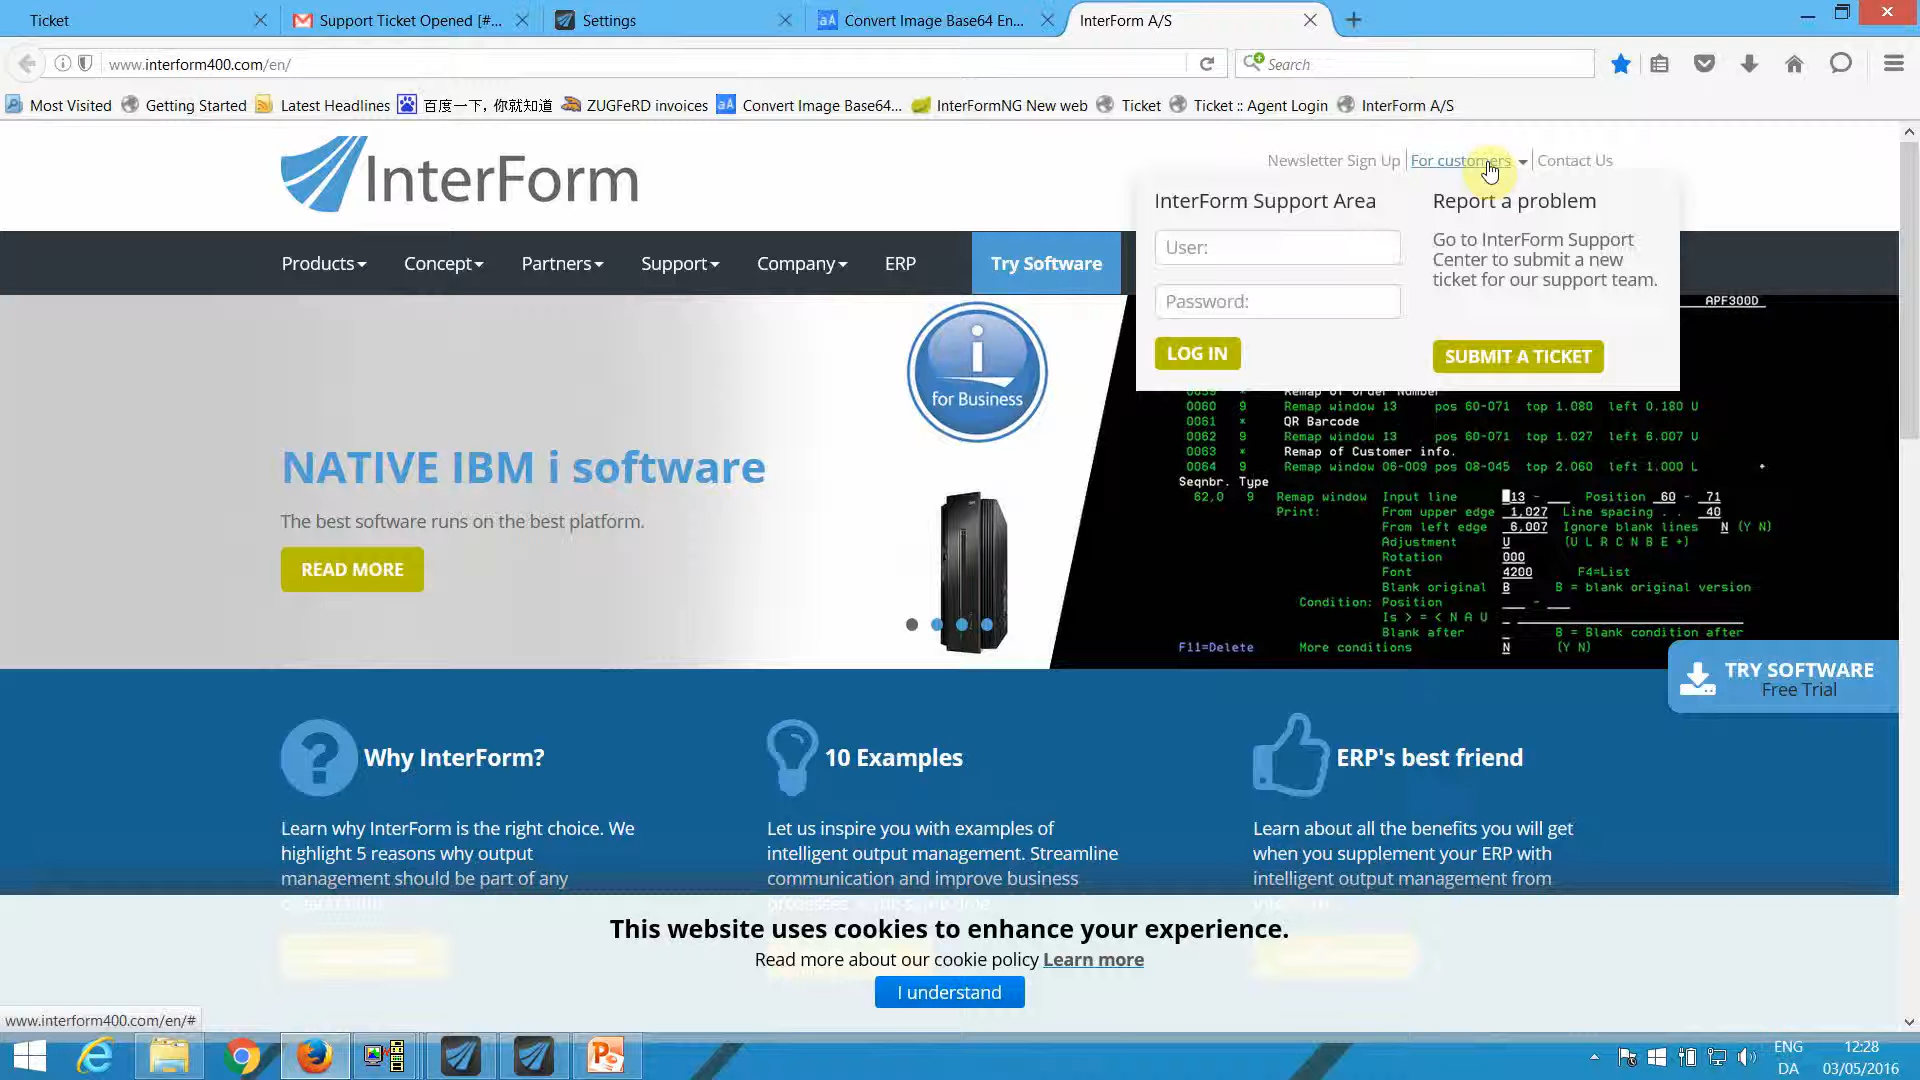 Ticket
Support Ticket Opened [#...
Settings
Convert Image Base64 En...
InterForm A/S
www.interform400.com/en/
Search
Most Visited
Getting Started
Latest Headlines
百度一下，你就知道
ZUGFeRD invoices
Convert Image Base64...
InterFormNG New web
Ticket
Ticket :: Agent Login
InterForm A/S
InterForm
Newsletter Sign Up
For customers
Contact Us
InterForm Support Area
User:
Password:
LOG IN
Report a problem
Go to InterForm Support
Center to submit a new
ticket for our support team.
SUBMIT A TICKET
Products
Concept
Partners
Support
Company
ERP
Try Software
i
for Business
NATIVE IBM i software
The best software runs on the best platform.
READ MORE
APF300D
0060 9 Remap window 13 pos 60-071 top 1.080 left 0.180 U
0061 * QR Barcode
0062 9 Remap window 13 pos 60-071 top 1.027 left 6.007 U
0063 * Remap of Customer info.
0064 9 Remap window 06-009 pos 08-045 top 2.060 left 1.000 L +
Seqnbr. Type
62,0 9 Remap window Input line 13 - ___ Position 60 - 71
Print: From upper edge 1,027 Line spacing . . 40
From left edge 6,007 Ignore blank lines N (Y N)
Adjustment U (U L R C N B E +)
Rotation 000
Font 4200 F4=List
Blank original B B = blank original version
Condition: Position ___ - ___
Is > = < N A U _
Blank after _ B = Blank condition after
F11=Delete More conditions N (Y N)
TRY SOFTWARE
Free Trial
Why InterForm?
Learn why InterForm is the right choice. We
highlight 5 reasons why output
management should be part of any
10 Examples
Let us inspire you with examples of
intelligent output management. Streamline
communication and improve business
ERP's best friend
Learn about all the benefits you will get
when you supplement your ERP with
intelligent output management from
This website uses cookies to enhance your experience.
Read more about our cookie policy Learn more
I understand
www.interform400.com/en/#
ENG
DA
12:28
03/05/2016